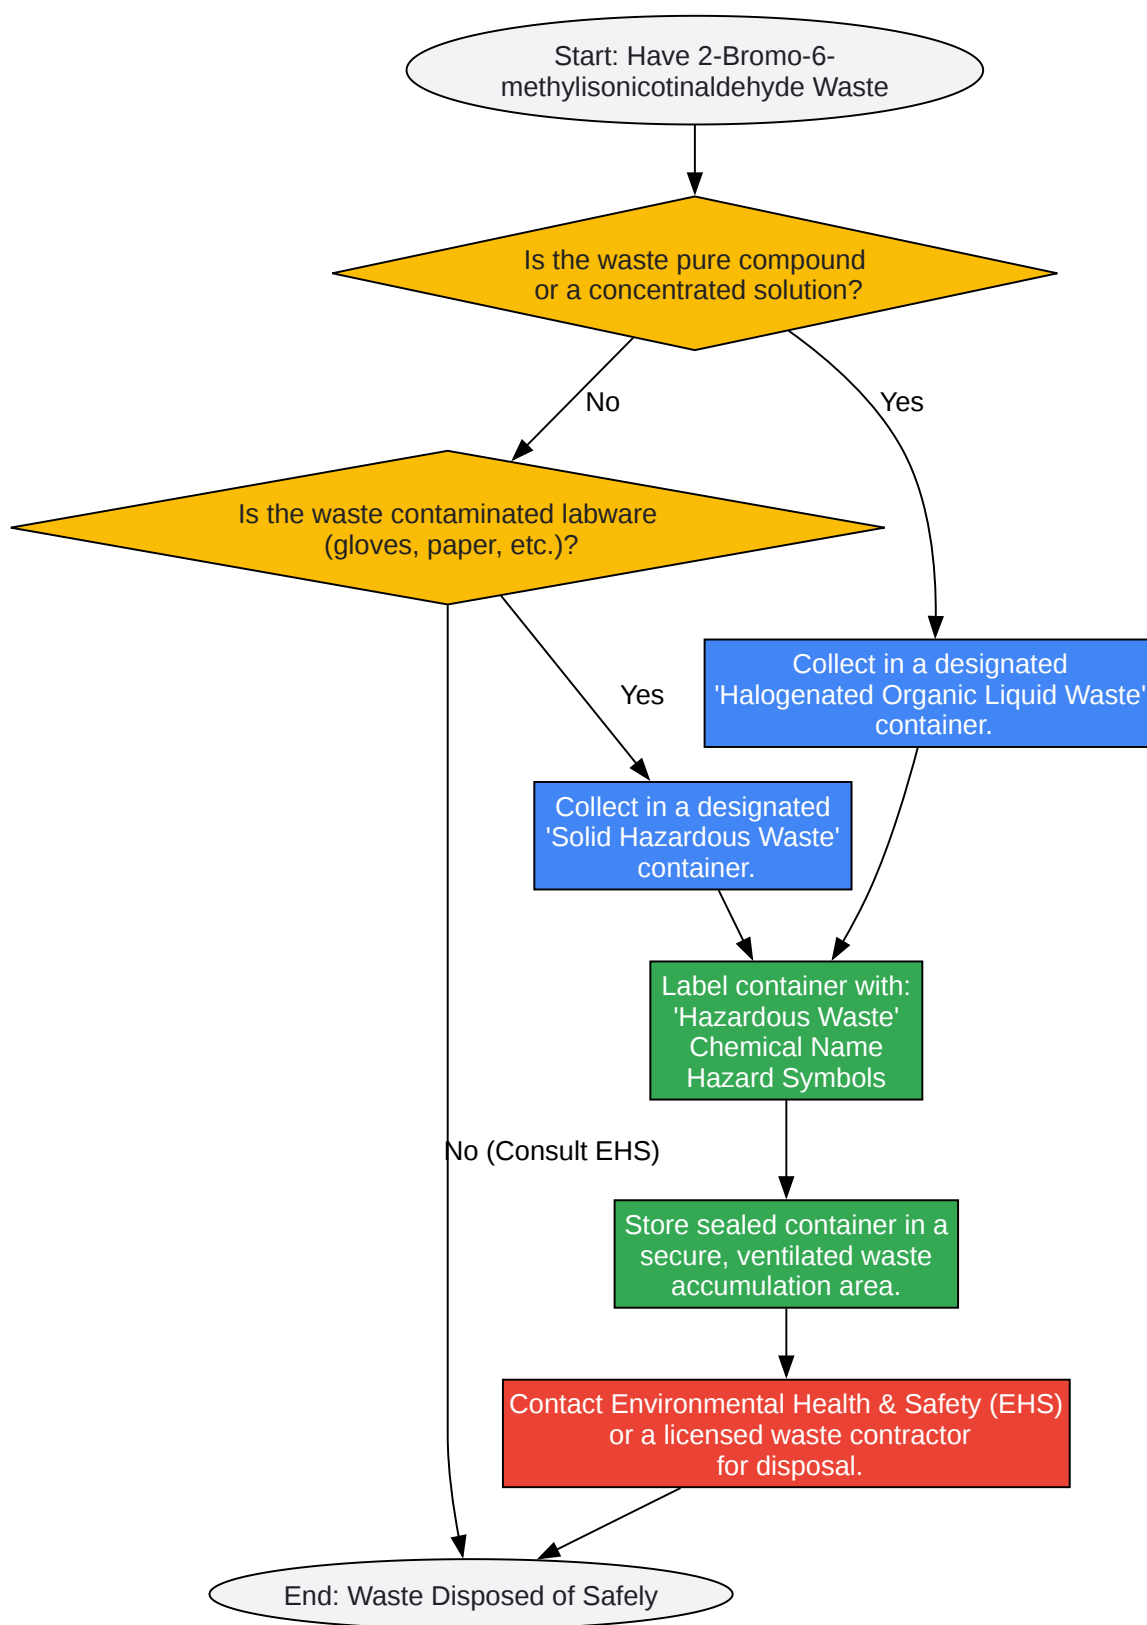 Start: Have 2-Bromo-6-
methylisonicotinaldehyde Waste
Is the waste pure compound
or a concentrated solution?
No
Yes
Is the waste contaminated labware
(gloves, paper, etc.)?
Yes
Collect in a designated
'Halogenated Organic Liquid Waste'
container.
Collect in a designated
'Solid Hazardous Waste'
container.
Label container with:
'Hazardous Waste'
Chemical Name
Hazard Symbols
No (Consult EHS)
Store sealed container in a
secure, ventilated waste
accumulation area.
Contact Environmental Health & Safety (EHS)
or a licensed waste contractor
for disposal.
End: Waste Disposed of Safely